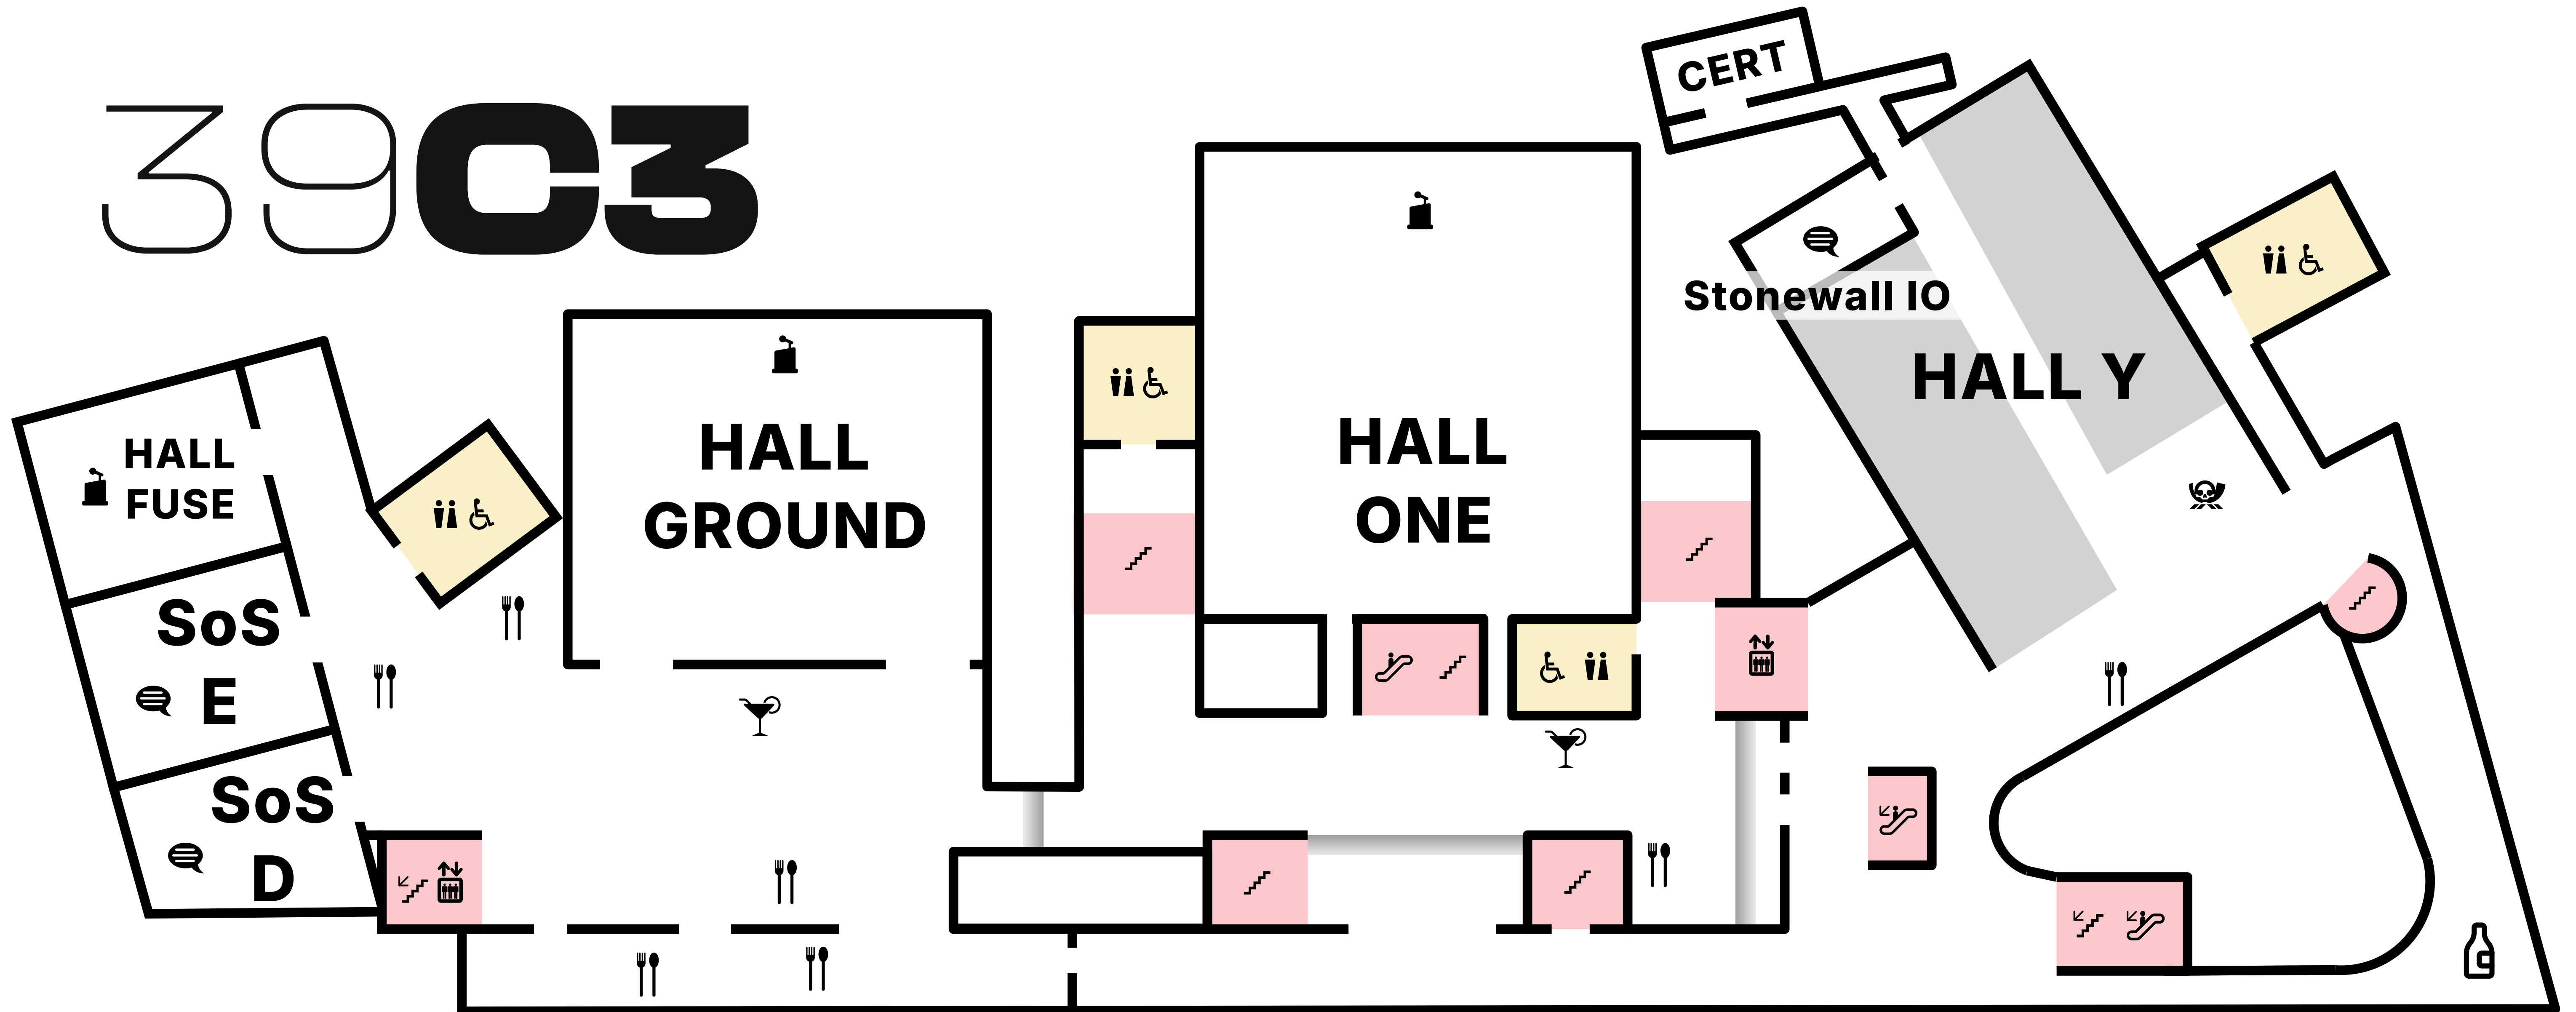 39C3
CERT
Stonewall IO
HALL Y
HALL
FUSE
HALL
GROUND
HALL
ONE
SoS
E
SoS
D